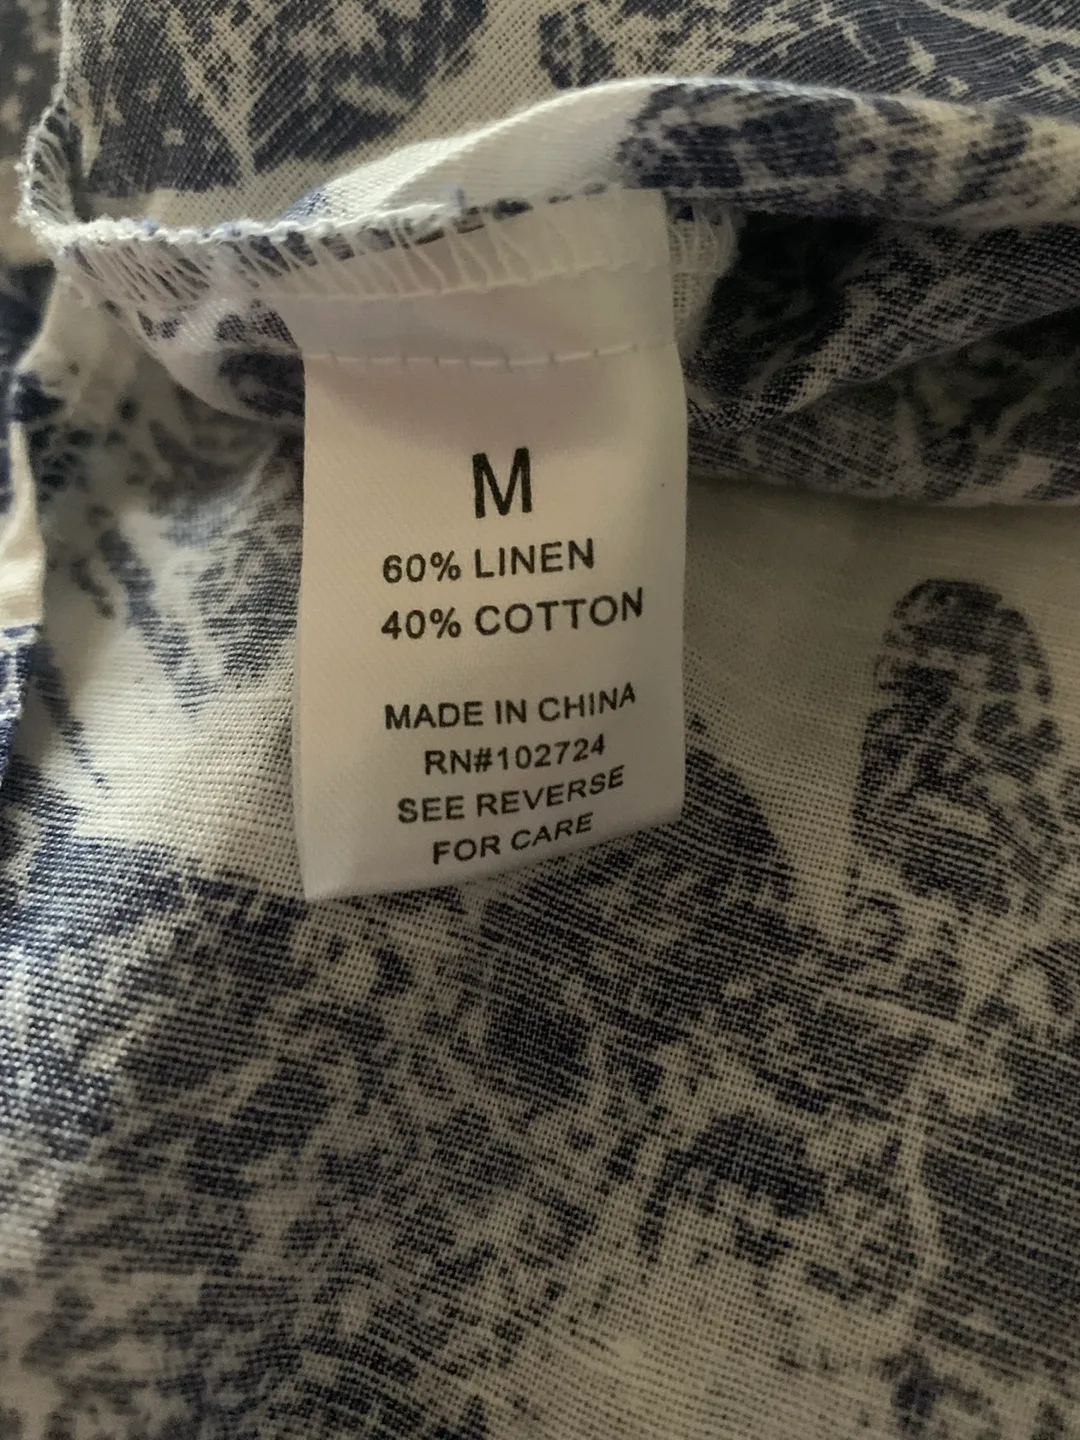 M
60% LINEN
40% COTTON
MADE IN CHINA
RN#102724
SEE REVERSE
FOR CARE